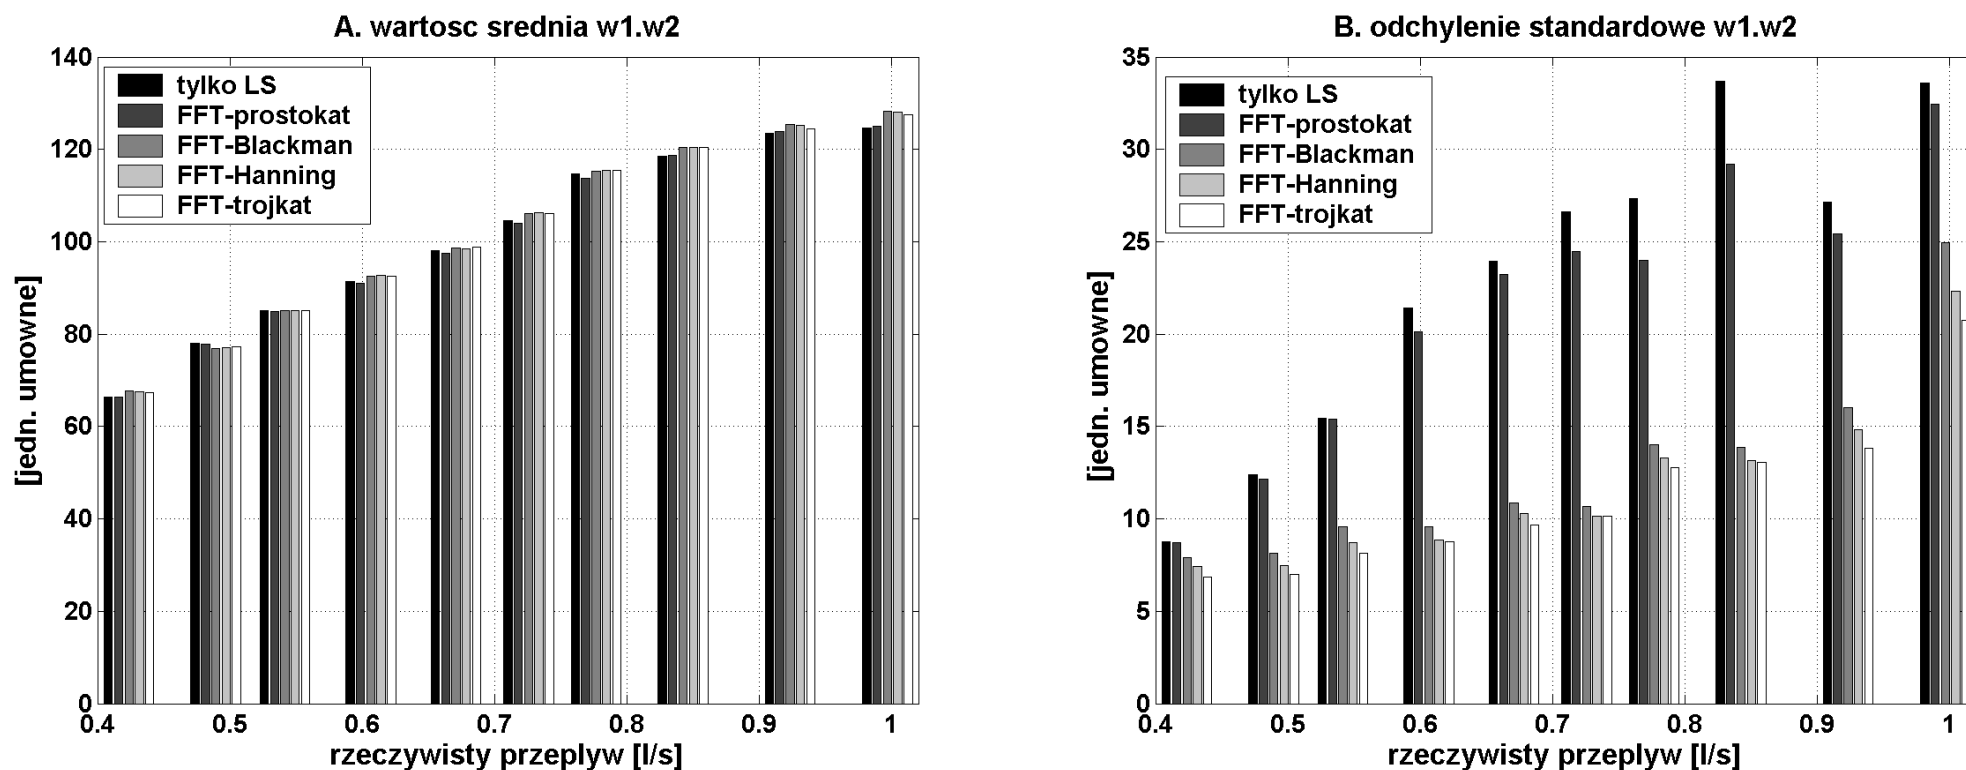 A. wartosc srednia w1.w2
140
120
100
80
60
40
20
0
[jedn. umowne]
tylko LS
FFT-prostokat
FFT-Blackman
FFT-Hanning
FFT-trojkat
0.4 0.5 0.6 0.7 0.8 0.9 1
rzeczywisty przeplyw [l/s]
B. odchylenie standardowe w1.w2
35
30
25
20
15
10
5
0
[jedn. umowne]
tylko LS
FFT-prostokat
FFT-Blackman
FFT-Hanning
FFT-trojkat
0.4 0.5 0.6 0.7 0.8 0.9 1
rzeczywisty przeplyw [l/s]